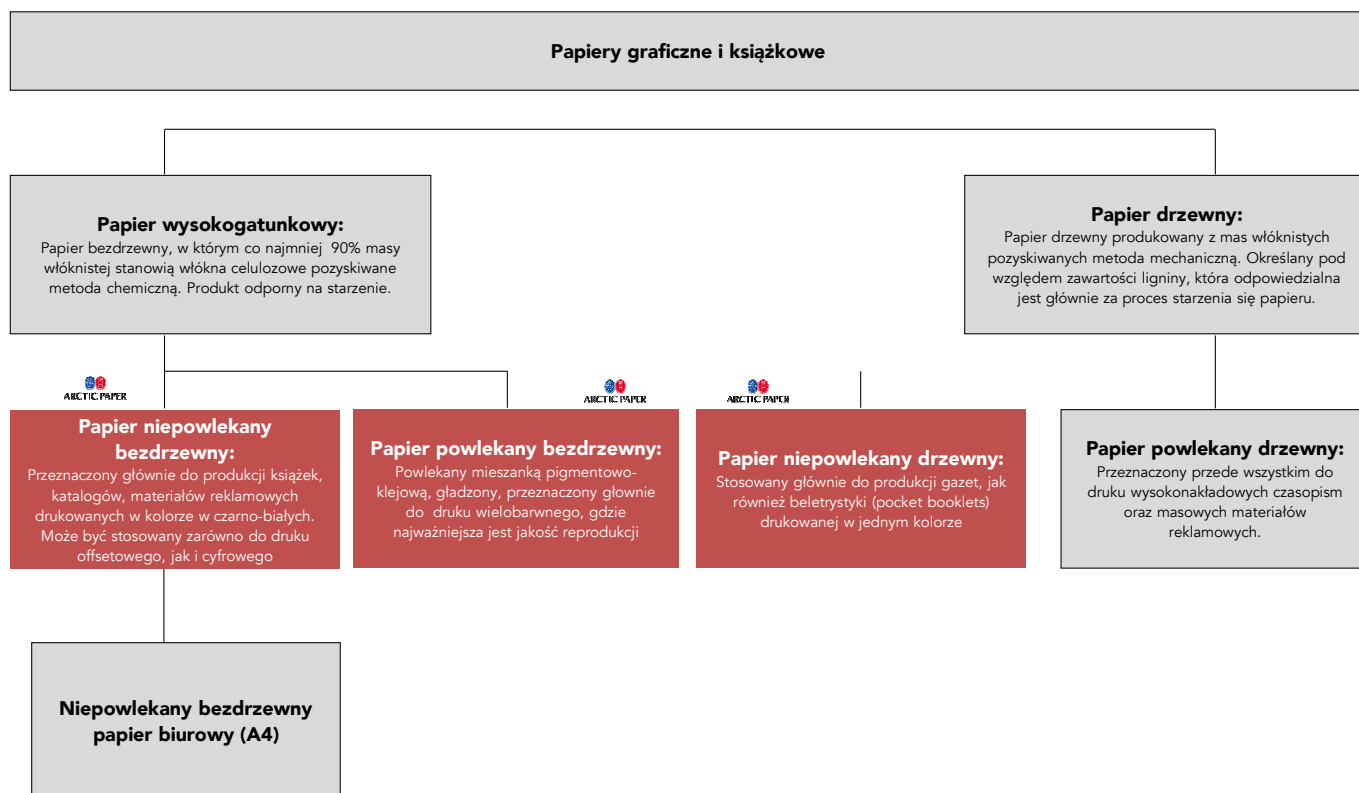 Papiery graficzne i książkowe
Papier wysokogatunkowy:
Papier bezdrzewny, w którym co najmniej 90% masy
włóknistej stanowią włókna celulozowe pozyskiwane
metoda chemiczną. Produkt odporny na starzenie.
Papier drzewny:
Papier drzewny produkowany z mas włóknistych
pozyskiwanych metoda mechaniczną. Określany pod
względem zawartości ligniny, która odpowiedzialna
jest głównie za proces starzenia się papieru.
ARCTIC PAPER
Papier niepowlekany
bezdrzewny:
Przeznaczony głównie do produkcji książek,
katalogów, materiałów reklamowych
drukowanych w kolorze w czarno-białych.
Może być stosowany zarówno do druku
offsetowego, jak i cyfrowego
ARCTIC PAPER
Papier powlekany bezdrzewny:
Powlekany mieszanką pigmentowo-
klejową, gładzony, przeznaczony głownie
do druku wielobarwnego, gdzie
najważniejsza jest jakość reprodukcji
ARCTIC PAPER
Papier niepowlekany drzewny:
Stosowany głównie do produkcji gazet, jak
również beletrystyki (pocket booklets)
drukowanej w jednym kolorze
Papier powlekany drzewny:
Przeznaczony przede wszystkim do
druku wysokonakładowych czasopism
oraz masowych materiałów
reklamowych.
Niepowlekany bezdrzewny
papier biurowy (A4)